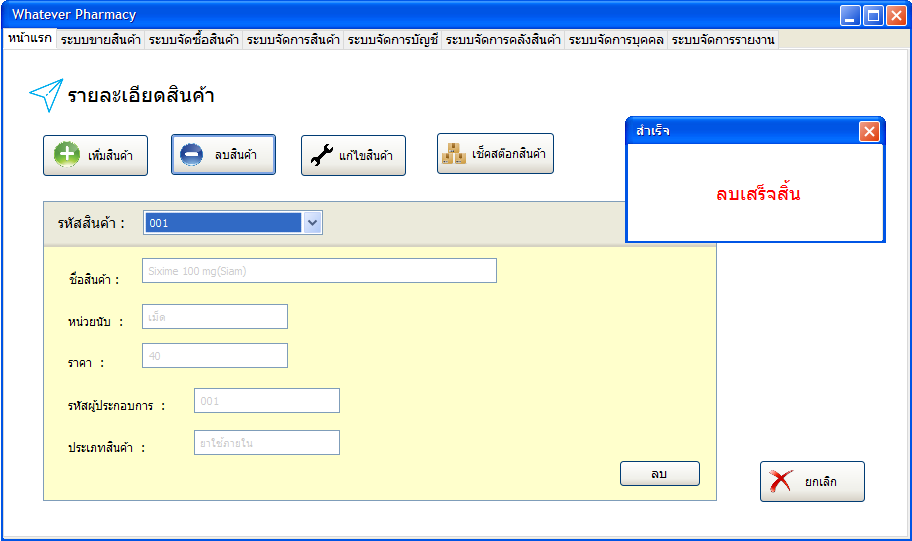 Whatever Pharmacy
หน้าแรก ระบบขายสินค้า ระบบจัดซื้อสินค้า ระบบจัดการสินค้า ระบบจัดการบัญชี ระบบจัดการคลังสินค้า ระบบจัดการบุคคล ระบบจัดการรายงาน
รายละเอียดสินค้า
เพิ่มสินค้า ลบสินค้า แก้ไขสินค้า เช็คสต๊อกสินค้า
สำเร็จ
ลบเสร็จสิ้น
รหัสสินค้า : 001
ชื่อสินค้า : Sixime 100 mg(Siam)
หน่วยนับ : เม็ด
ราคา : 40
รหัสผู้ประกอบการ : 001
ประเภทสินค้า : ยาใช้ภายใน
ลบ
ยกเลิก